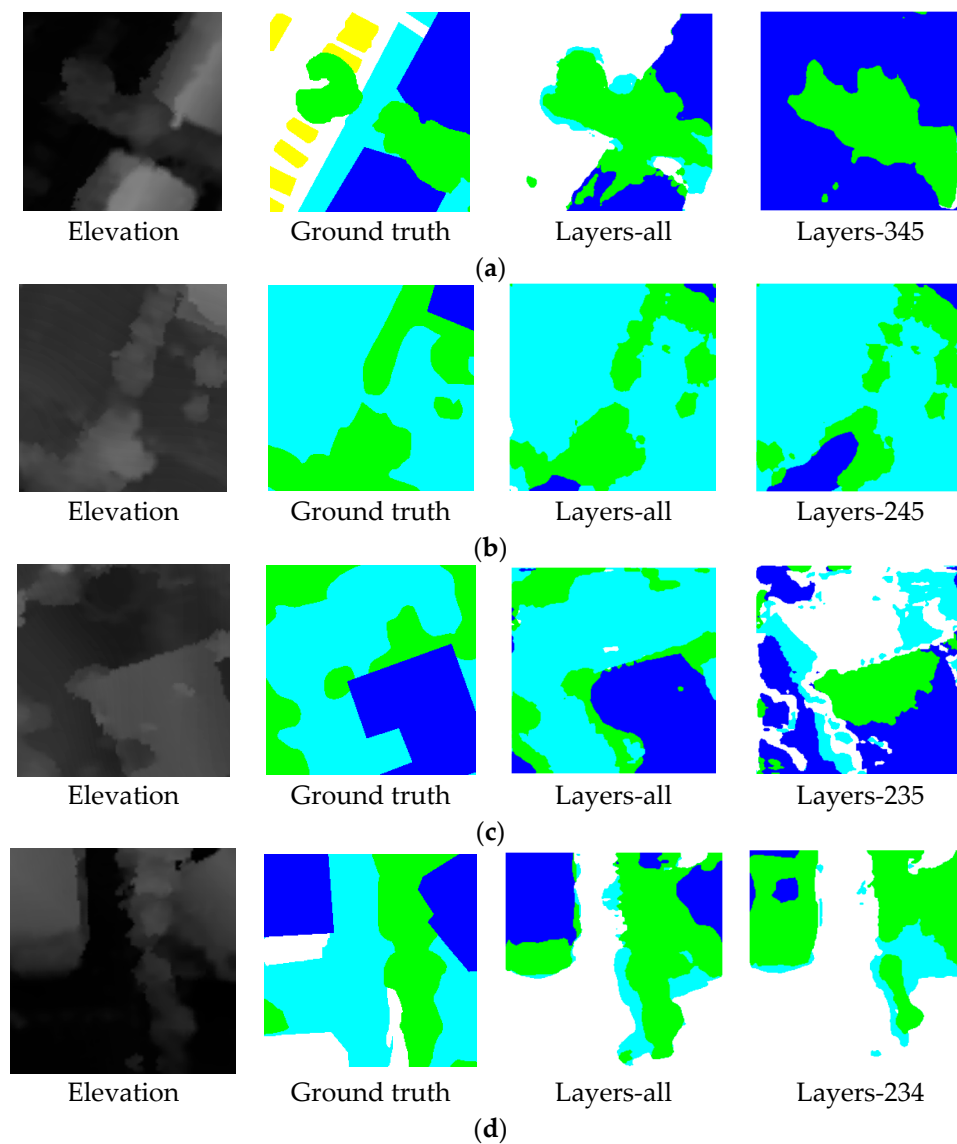 Elevation Ground truth Layers-all Layers-345
(a)
Elevation Ground truth Layers-all Layers-245
(b)
Elevation Ground truth Layers-all Layers-235
(c)
Elevation Ground truth Layers-all Layers-234
(d)